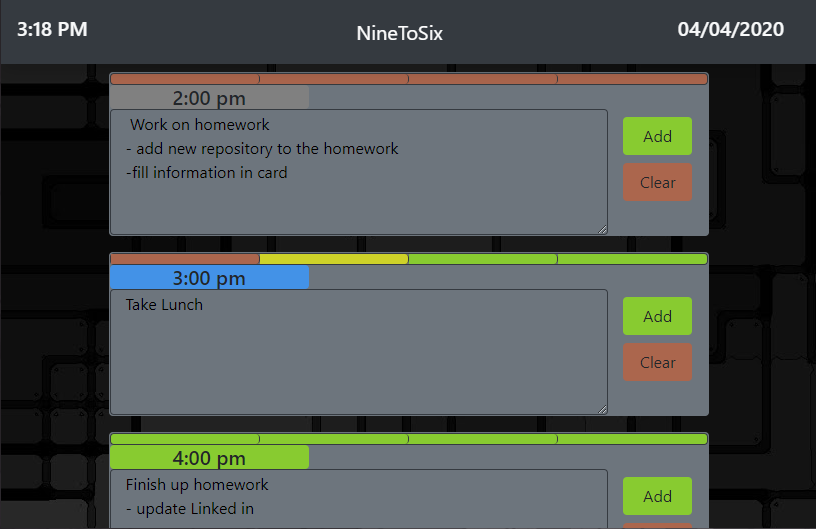 3:18 PM
NineToSix
04/04/2020
2:00 pm
Work on homework
- add new repository to the homework
-fill information in card
Add
Clear
3:00 pm
Take Lunch
Add
Clear
4:00 pm
Finish up homework
- update Linked in
Add